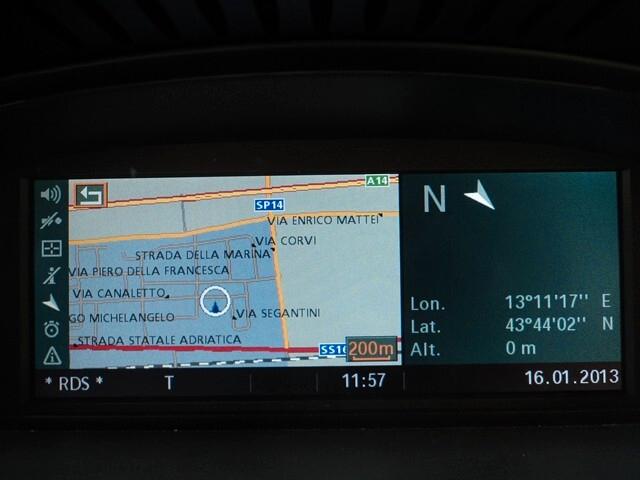 A14
SP14
N
VIA ENRICO MATTEI
VIA CORVI
STRADA DELLA MARINA
VIA PIERO DELLA FRANCESCA
VIA CANALETTO
Lon. 13°11'17'' E
VIA SEGANTINI
GO MICHELANGELO
Lat. 43°44'02'' N
STRADA STATALE ADRIATICA
200m
Alt. 0 m
* RDS * T 11:57 16.01.2013